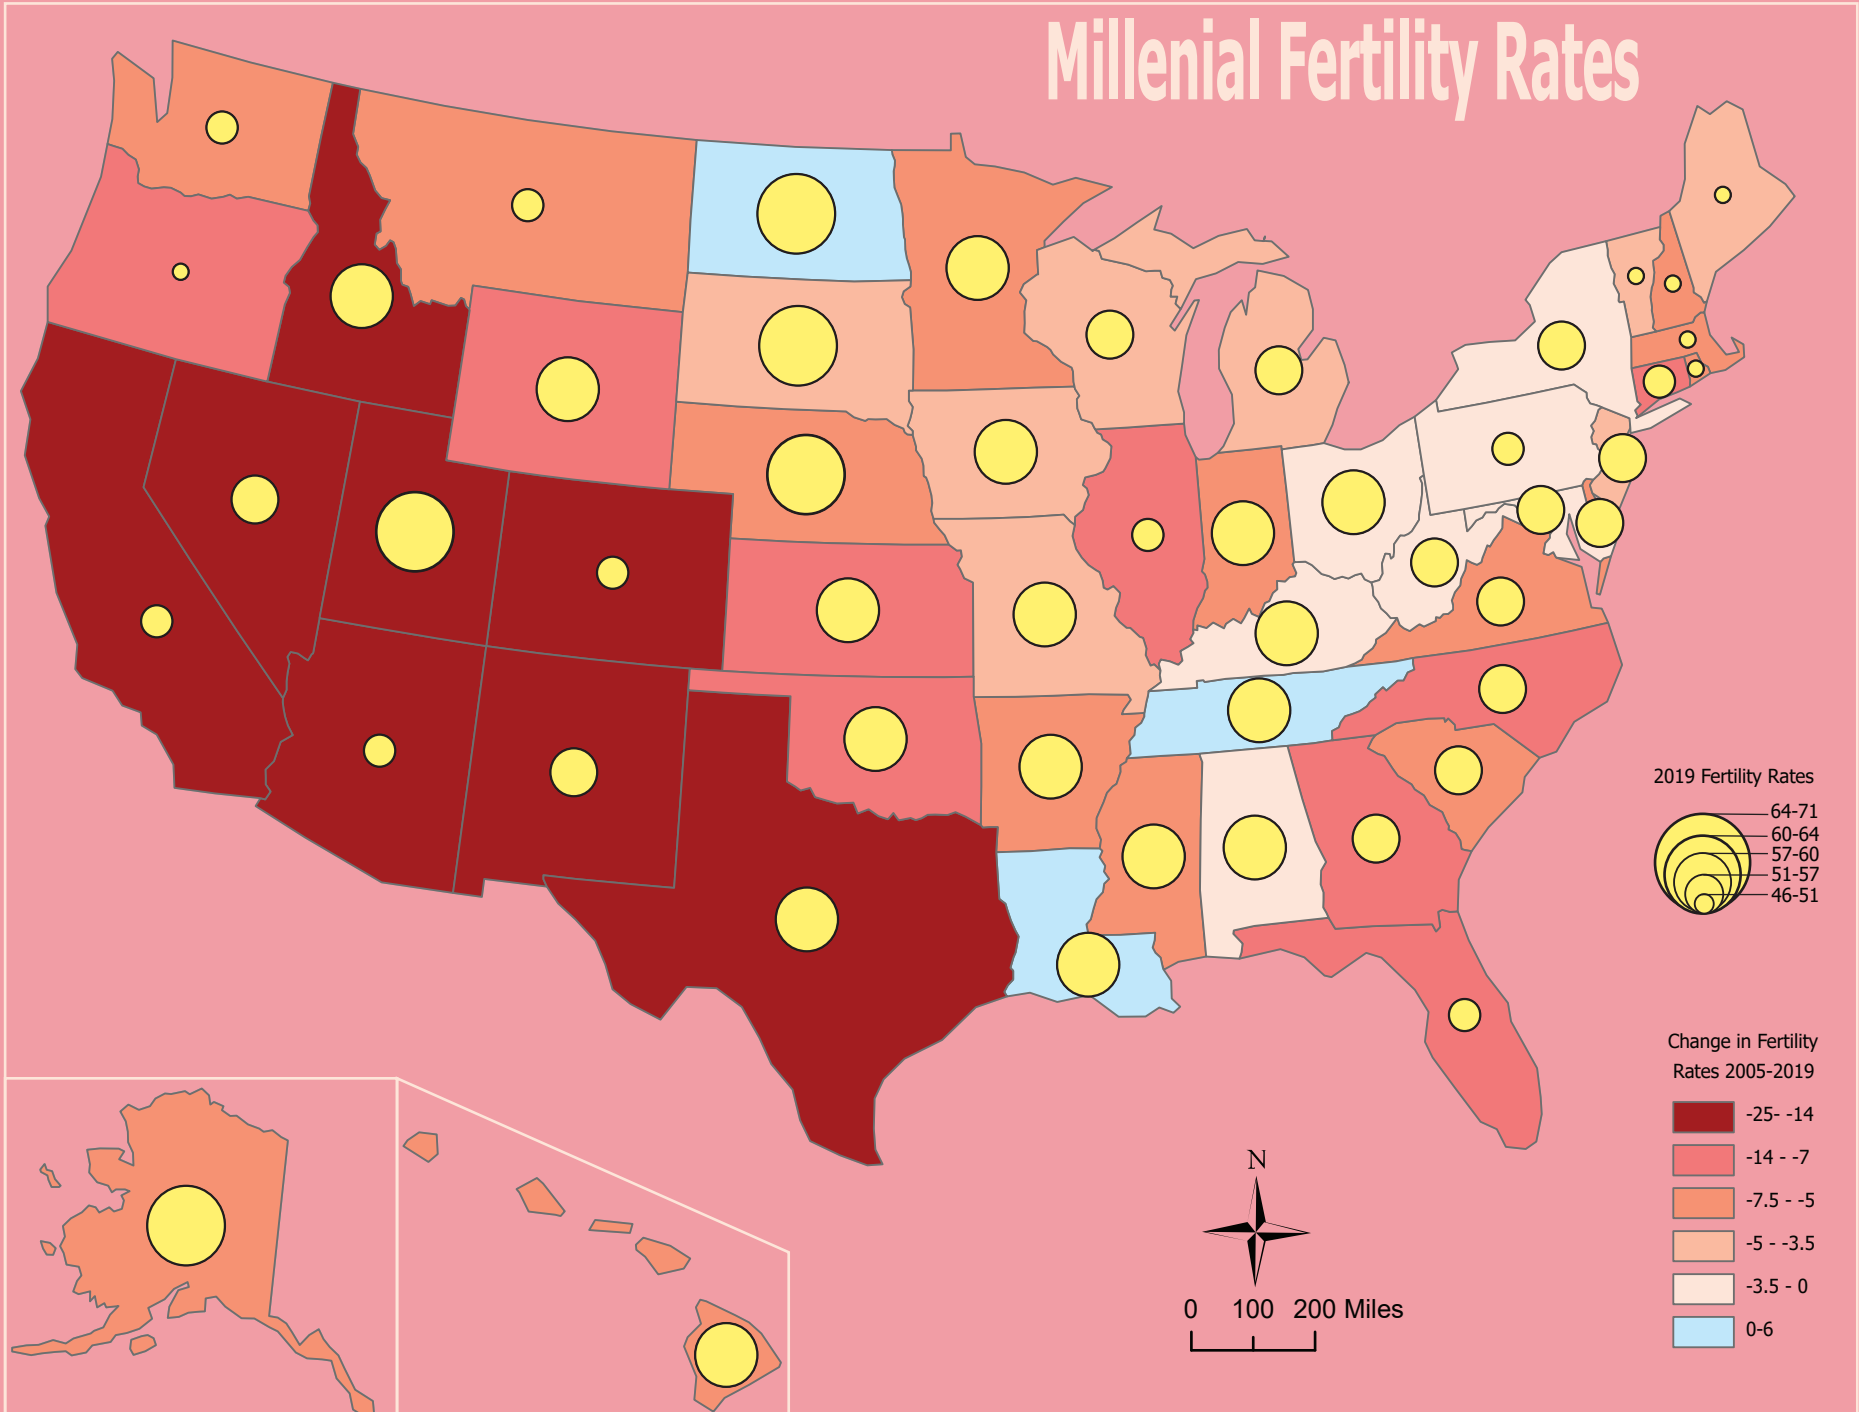 Millenial Fertility Rates
2019 Fertility Rates
64-71
60-64
57-60
51-57
46-51
Change in Fertility
Rates 2005-2019
-25- -14
-14 - -7
-7.5 - -5
-5 - -3.5
-3.5 - 0
0-6
N
0 100 200 Miles